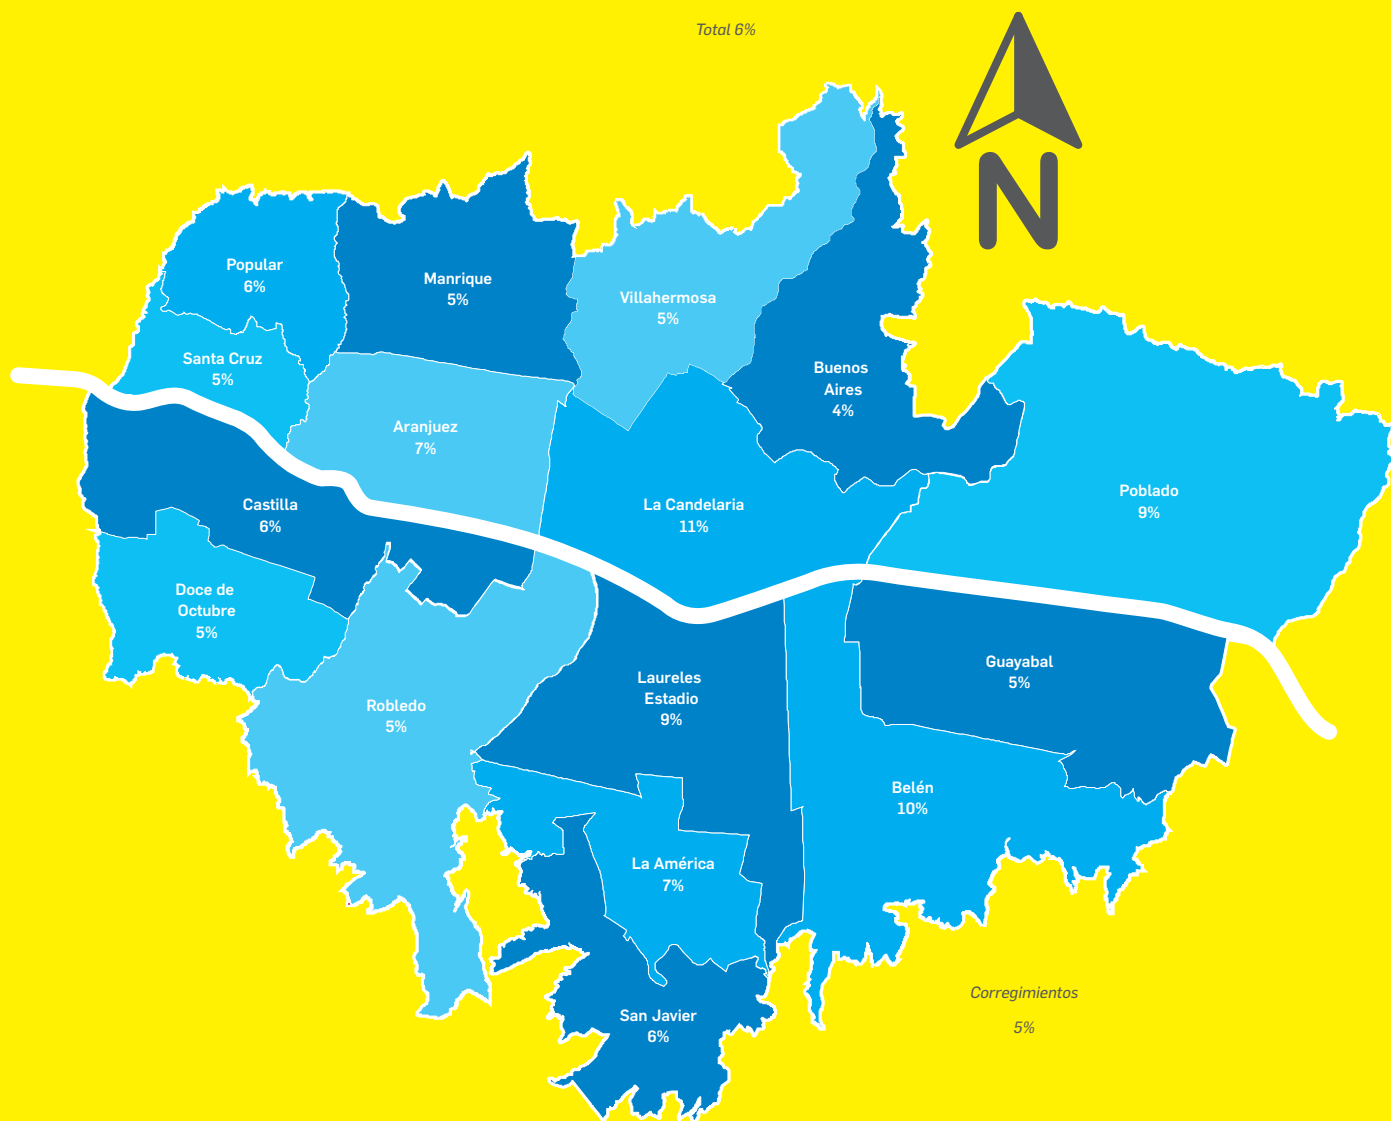 Total 6%
N
Popular
6%
Manrique
5%
Villahermosa
5%
Santa Cruz
5%
Buenos
Aires
4%
Aranjuez
7%
Castilla
6%
La Candelaria
11%
Poblado
9%
Doce de
Octubre
5%
Guayabal
5%
Laureles
Estadio
9%
Robledo
5%
Belén
10%
La América
7%
San Javier
6%
Corregimientos
5%